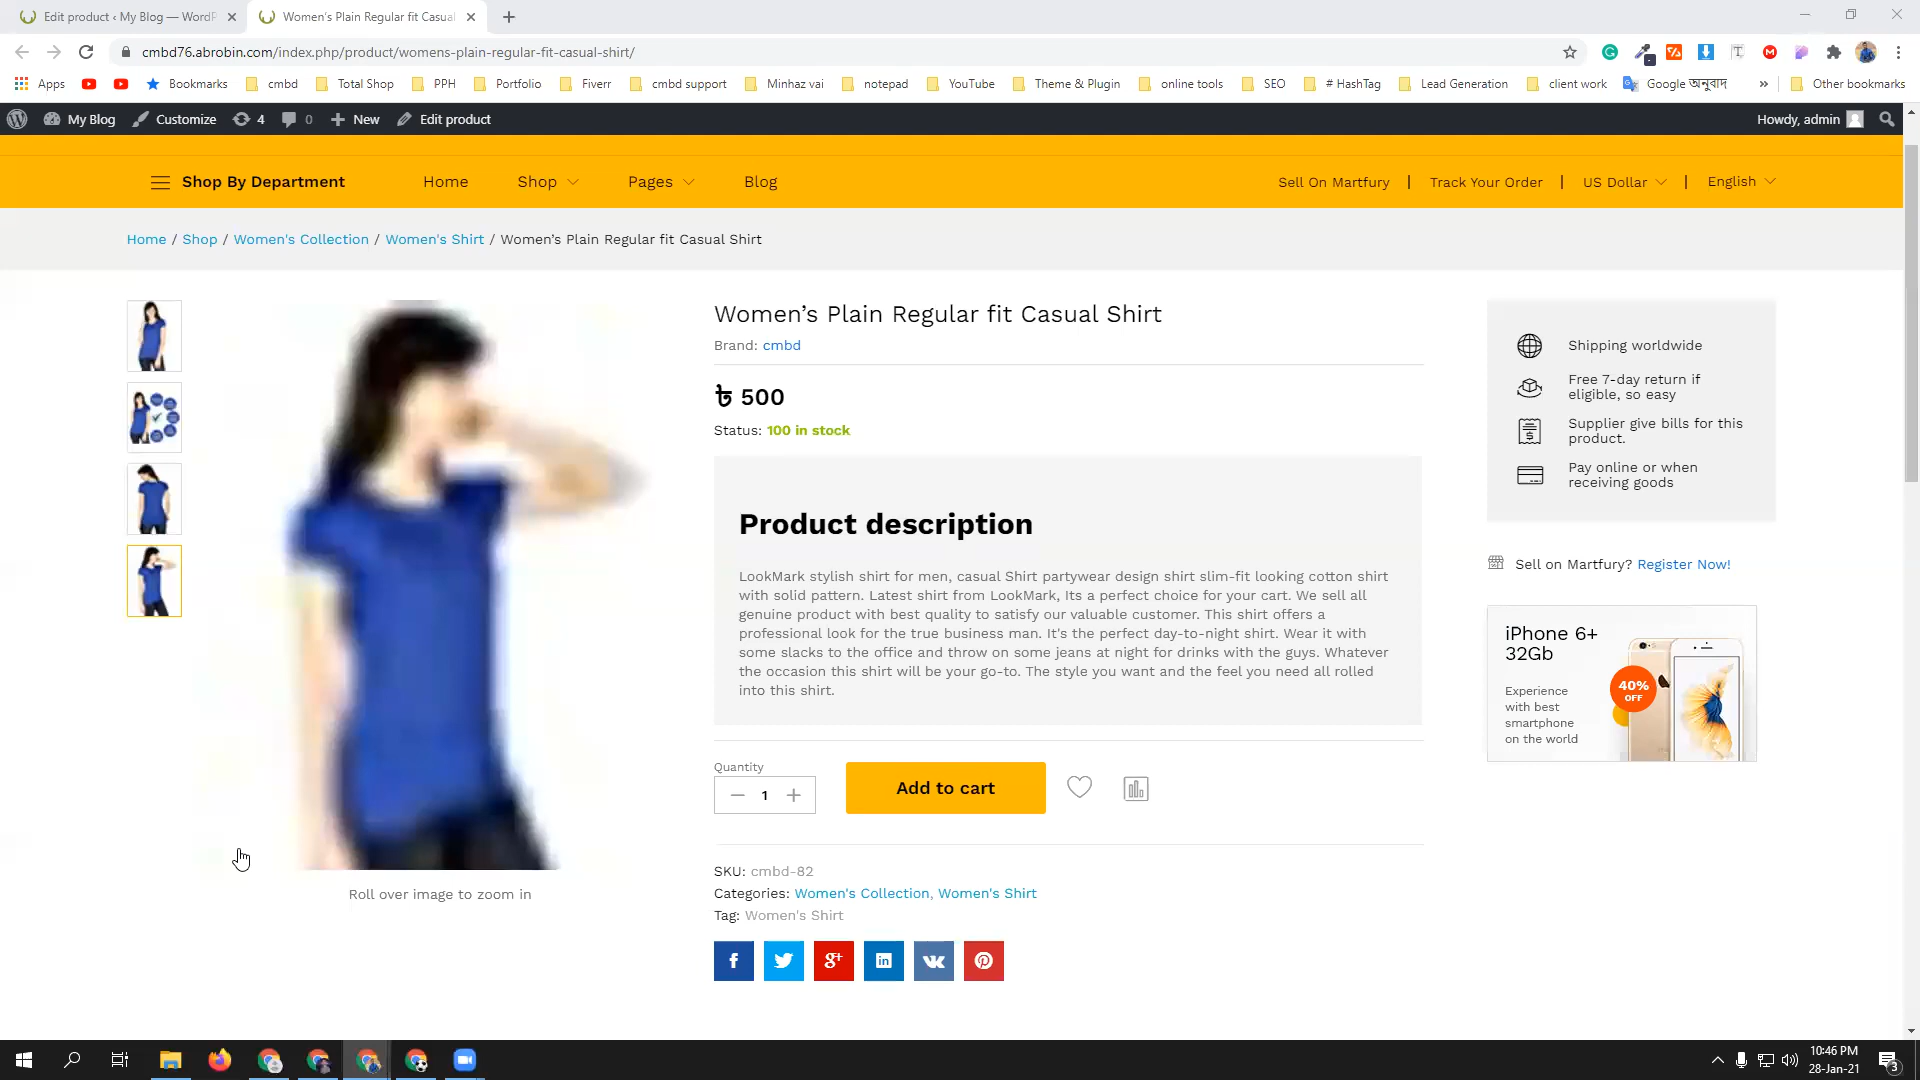 Edit product ‹ My Blog — WordP
Women's Plain Regular fit Casual
cmbd76.abrobin.com/index.php/product/womens-plain-regular-fit-casual-shirt/
Apps
Bookmarks
cmbd
Total Shop
PPH
Portfolio
Fiverr
cmbd support
Minhaz vai
notepad
YouTube
Theme & Plugin
online tools
SEO
# HashTag
Lead Generation
client work
Google অনুবাদ
»
Other bookmarks
My Blog
Customize
4
0
New
Edit product
Howdy, admin
Shop By Department
Home
Shop
Pages
Blog
Sell On Martfury
Track Your Order
US Dollar
English
Home / Shop / Women's Collection / Women's Shirt / Women’s Plain Regular fit Casual Shirt
Roll over image to zoom in
Women’s Plain Regular fit Casual Shirt
Brand: cmbd
৳ 500
Status: 100 in stock
Product description
LookMark stylish shirt for men, casual Shirt partywear design shirt slim-fit looking cotton shirt
with solid pattern. Latest shirt from LookMark, Its a perfect choice for your cart. We sell all
genuine product with best quality to satisfy our valuable customer. This shirt offers a
professional look for the true business man. It's the perfect day-to-night shirt. Wear it with
some slacks to the office and throw on some jeans at night for drinks with the guys. Whatever
the occasion this shirt will be your go-to. The style you want and the feel you need all rolled
into this shirt.
Quantity
1
Add to cart
SKU: cmbd-82
Categories: Women's Collection, Women's Shirt
Tag: Women's Shirt
Shipping worldwide
Free 7-day return if
eligible, so easy
Supplier give bills for this
product.
Pay online or when
receiving goods
Sell on Martfury? Register Now!
iPhone 6+
32Gb
40%
OFF
Experience
with best
smartphone
on the world
10:46 PM
28-Jan-21
3